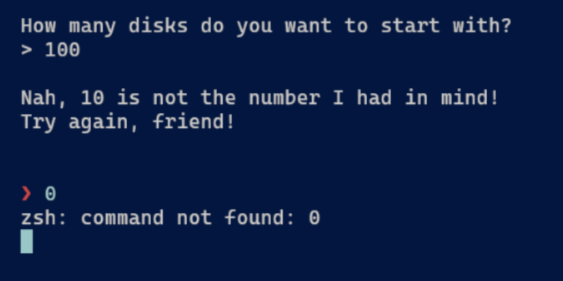 How many disks do you want to start with?
> 100
Nah, 10 is not the number I had in mind!
Try again, friend!
❯ 0
zsh: command not found: 0